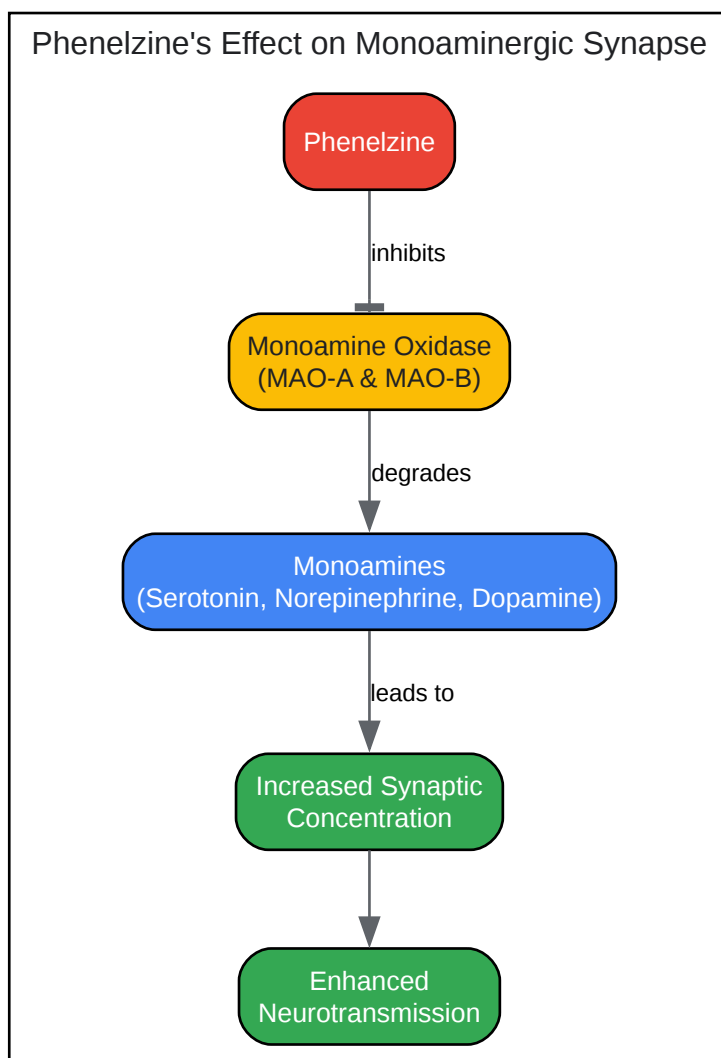 Phenelzine's Effect on Monoaminergic Synapse
Phenelzine
inhibits
Monoamine Oxidase
(MAO-A & MAO-B)
degrades
Monoamines
(Serotonin, Norepinephrine, Dopamine)
leads to
Increased Synaptic
Concentration
Enhanced
Neurotransmission